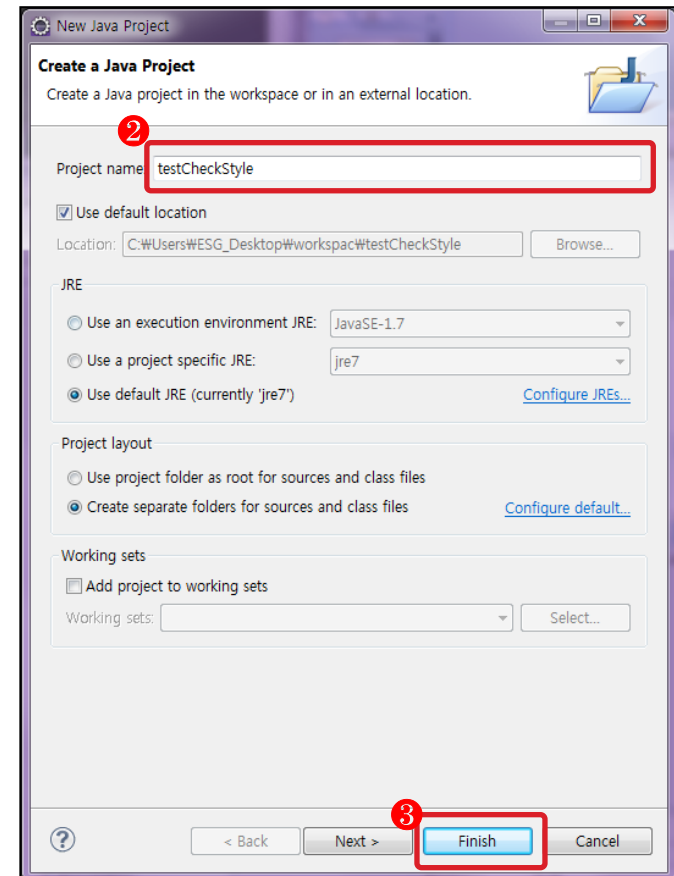 New Java Project
Create a Java Project
Create a Java project in the workspace or in an external location.
❷
Project name: testCheckStyle
Use default location
Location: C:₩Users₩ESG_Desktop₩workspac₩testCheckStyle Browse...
JRE
Use an execution environment JRE: JavaSE-1.7
Use a project specific JRE: jre7
Use default JRE (currently 'jre7') Configure JREs...
Project layout
Use project folder as root for sources and class files
Create separate folders for sources and class files Configure default...
Working sets
Add project to working sets
Working sets: Select...
❸
? < Back Next > Finish Cancel